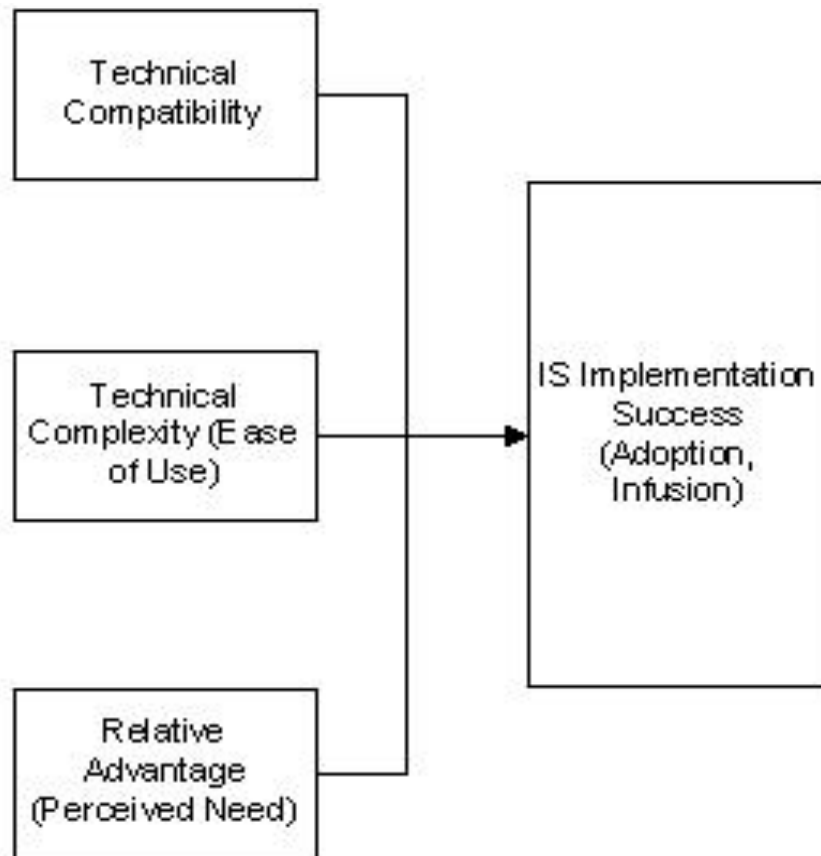 Technical
Compatibility
Technical
Complexity (Ease
of Use)
Relative
Advantage
(Perceived Need)
IS Implementation
Success
(Adoption,
Infusion)